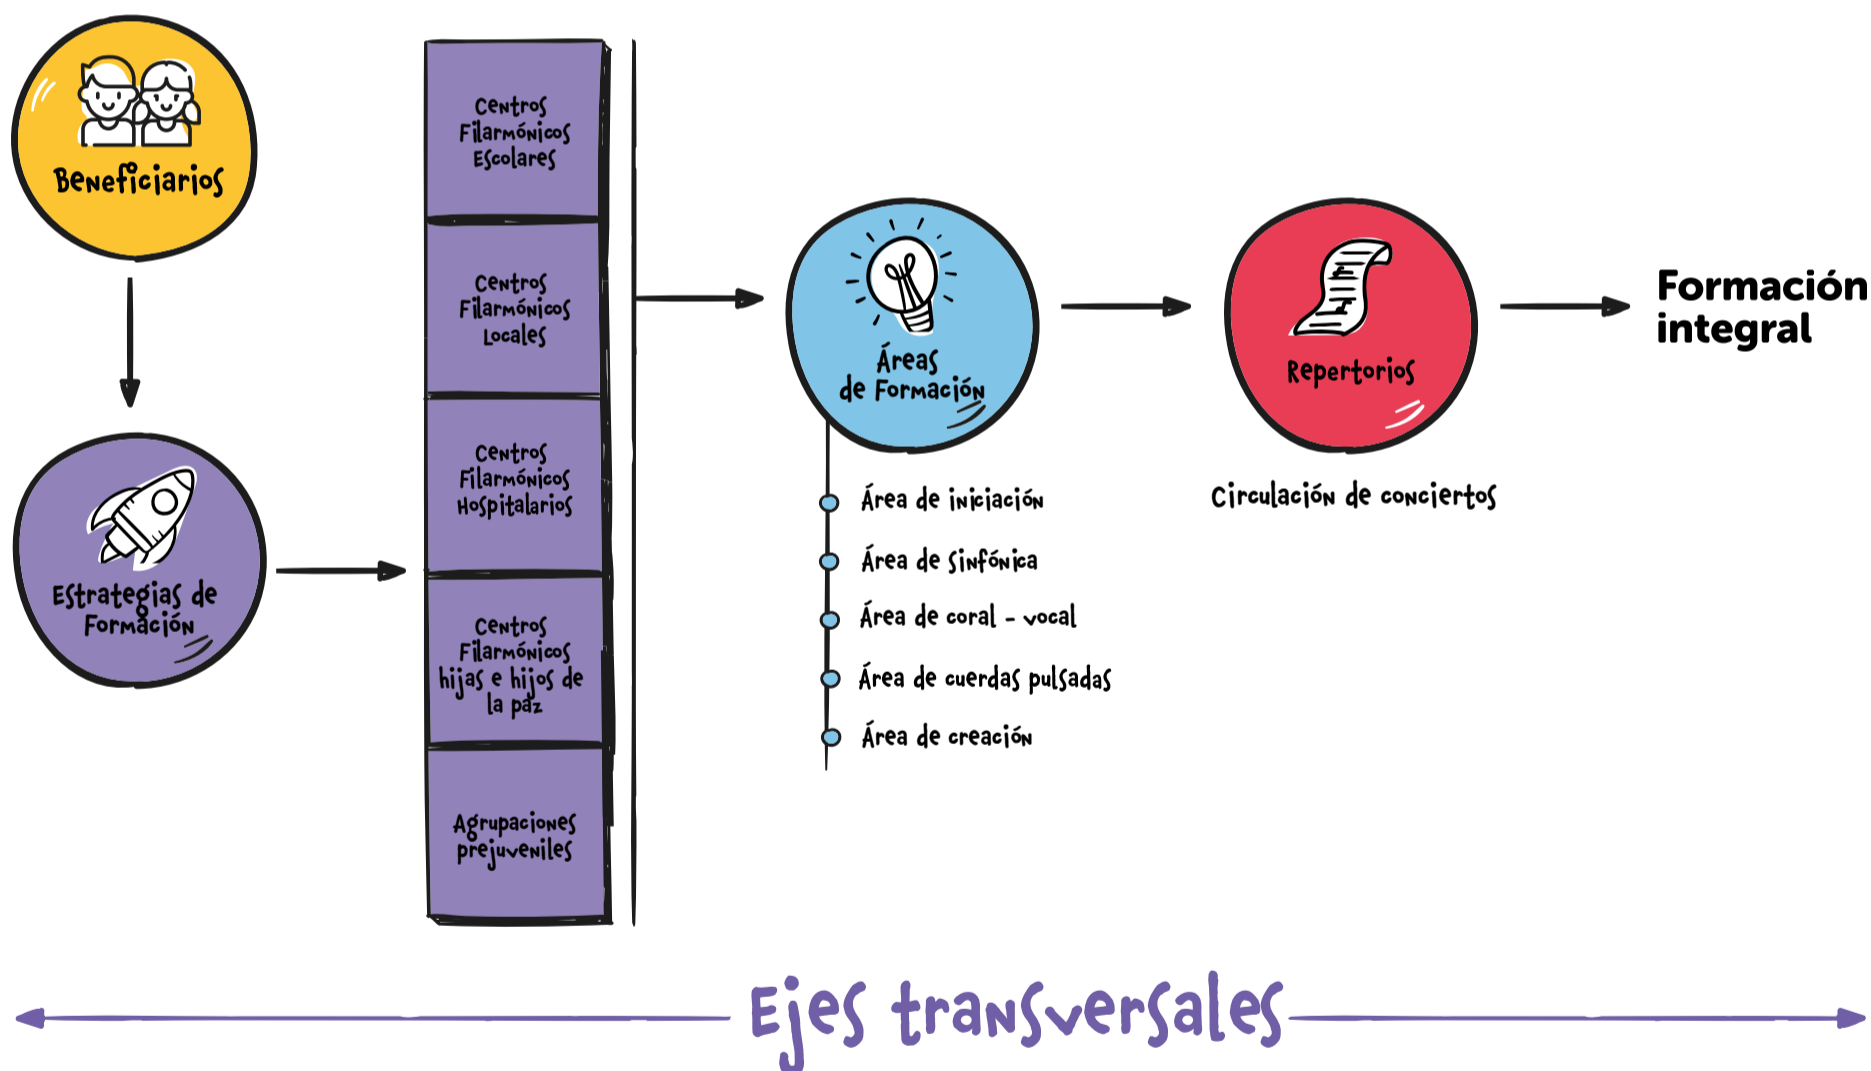 Beneficiarios
Estrategias de
Formación
Centros
Filarmónicos
Escolares
Centros
Filarmónicos
Locales
Centros
Filarmónicos
Hospitalarios
Centros
Filarmónicos
hijas e hijos de
la paz
Agrupaciones
prejuveniles
Áreas
de Formación
Área de iniciación
Área de Sinfónica
Área de coral - vocal
Área de cuerdas pulsadas
Área de creación
Repertorios
Circulación de conciertos
Formación
integral
Ejes transversales